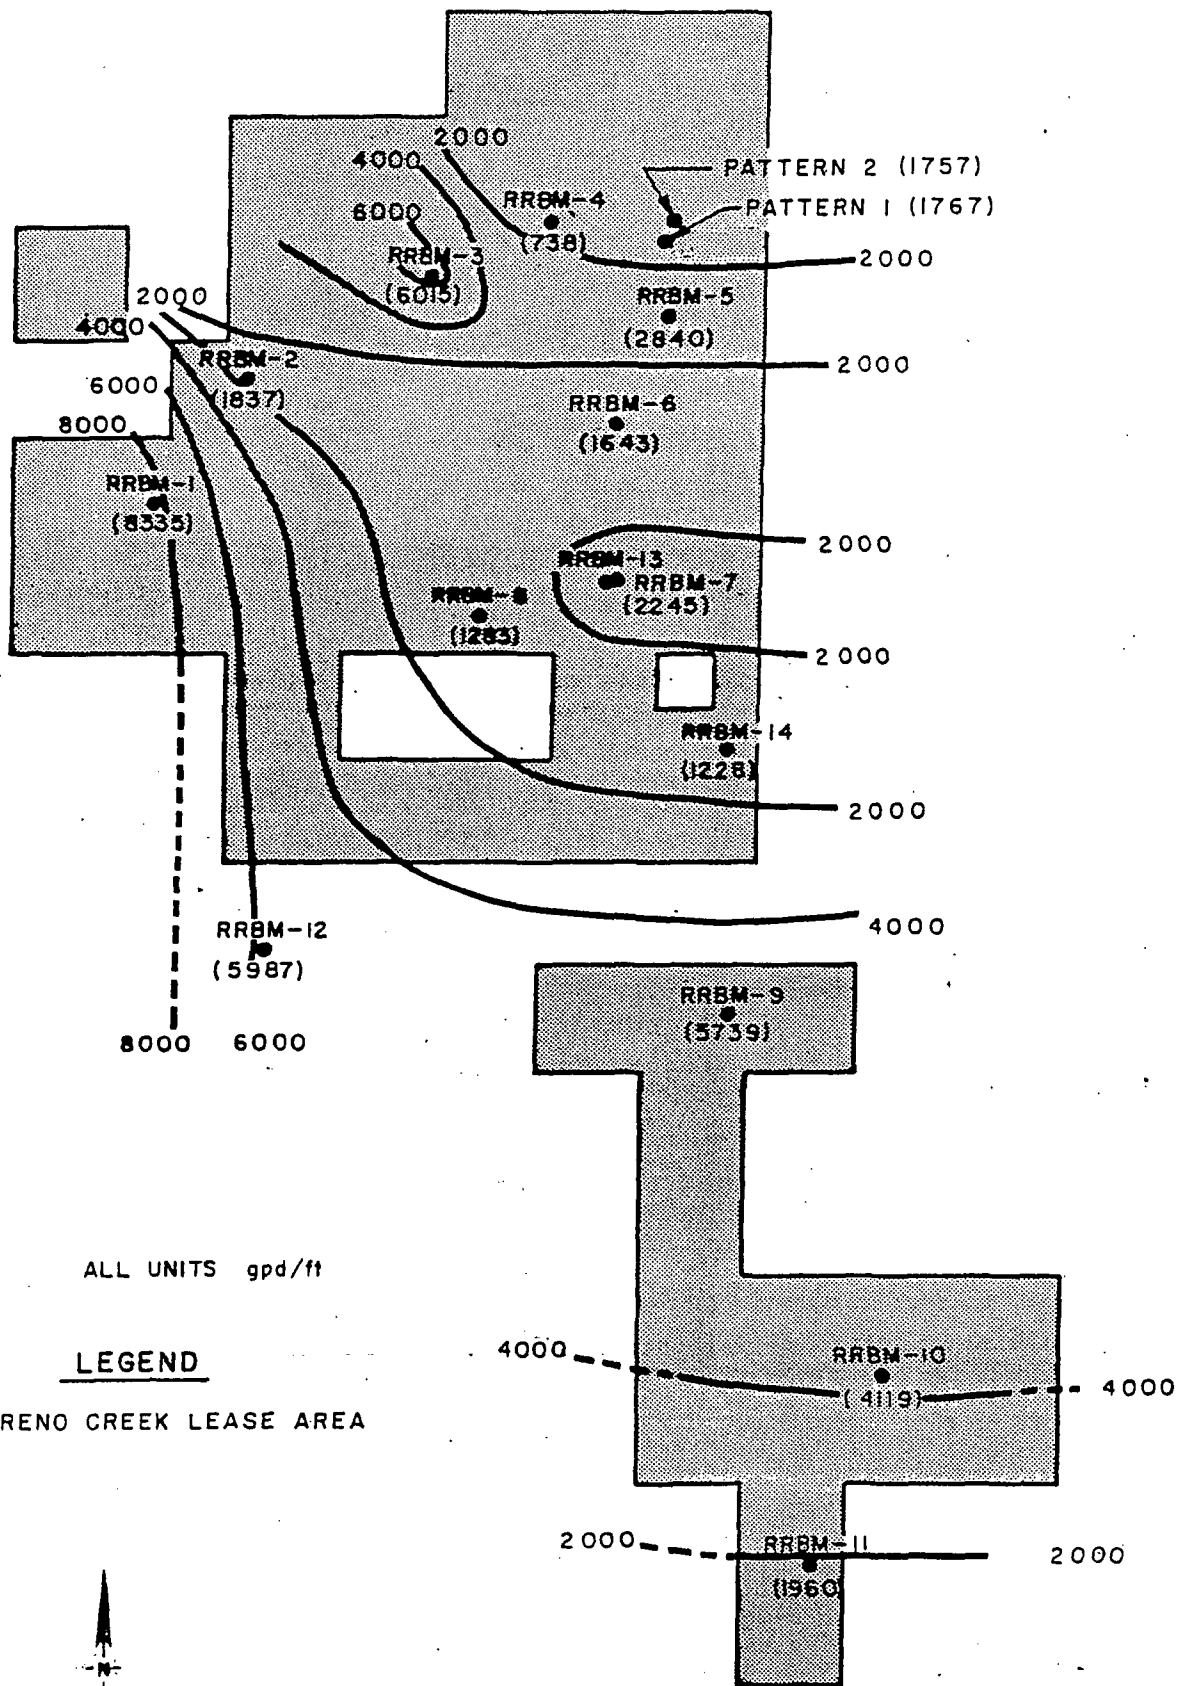 2000
4000
6000
RRBM-4
(738)
PATTERN 2 (1757)
PATTERN 1 (1767)
RRBM-3
(6015)
2000
2000
4000
RRBM-5
(2840)
RRBM-2
(1837)
2000
6000
RRBM-6
(1643)
8000
RRBM-1
(8335)
2000
RRBM-13
RRBM-7
(2245)
RRBM-8
(1283)
2000
RRBM-14
(1228)
2000
4000
RRBM-12
(5987)
RRBM-9
(5739)
8000
6000
ALL UNITS gpd/ft
LEGEND
RENO CREEK LEASE AREA
4000
RRBM-10
(4119)
4000
2000
RRBM-11
(1960)
2000
N